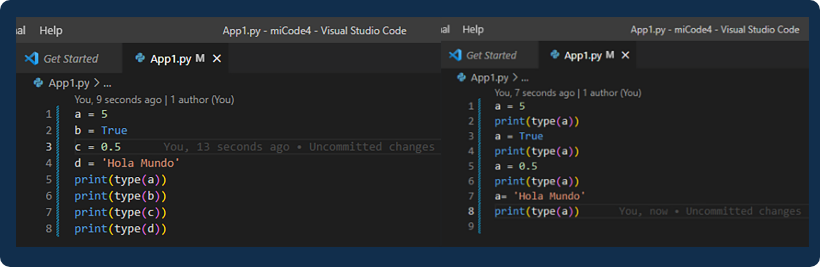 nal Help App1.py - miCode4 - Visual Studio Code
Get Started App1.py M
App1.py > ...
You, 9 seconds ago | 1 author (You)
1 a = 5
2 b = True
3 c = 0.5 You, 13 seconds ago • Uncommitted changes
4 d = 'Hola Mundo'
5 print(type(a))
6 print(type(b))
7 print(type(c))
8 print(type(d))
nal Help App1.py - miCode4 - Visual Studio Code
Get Started App1.py M
App1.py > ...
You, 7 seconds ago | 1 author (You)
1 a = 5
2 print(type(a))
3 a = True
4 print(type(a))
5 a = 0.5
6 print(type(a))
7 a= 'Hola Mundo'
8 print(type(a)) You, now • Uncommitted changes
9